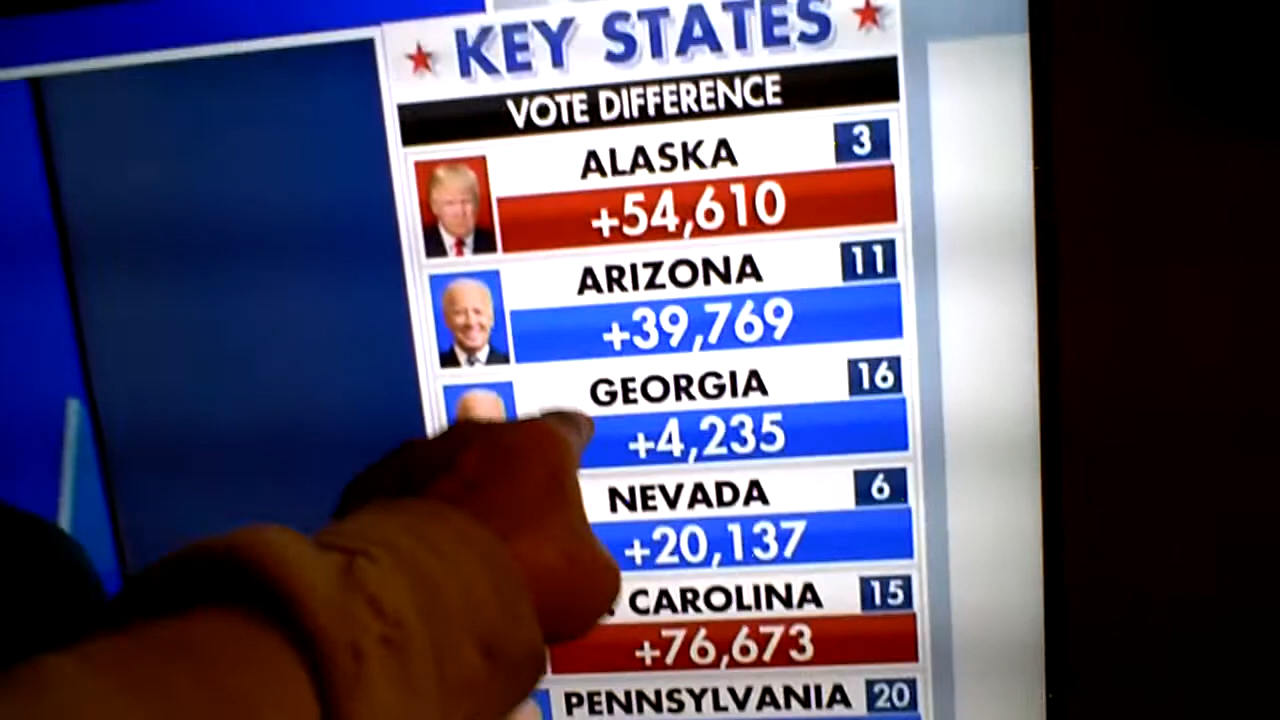 KEY STATES
VOTE DIFFERENCE
ALASKA 3
+54,610
ARIZONA 11
+39,769
GEORGIA 16
+4,235
NEVADA 6
+20,137
CAROLINA 15
+76,673
PENNSYLVANIA 20